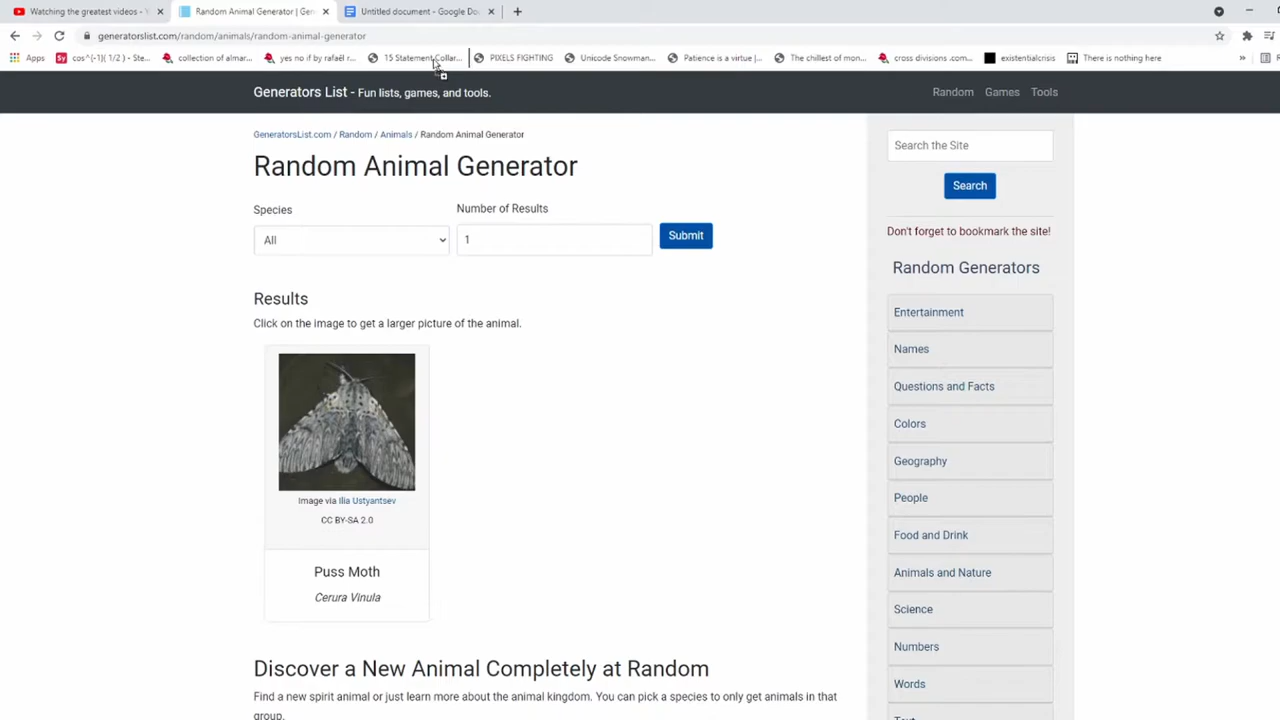 Watching the greatest videos - Y
Random Animal Generator | Gen
Untitled document - Google Do
generatorslist.com/random/animals/random-animal-generator
Apps
Sy cos^(-1)( 1/2 ) - Ste...
collection of almar...
yes no if by rafaël r...
15 Statement Collar...
PIXELS FIGHTING
Unicode Snowman...
Patience is a virtue |...
The chillest of mon...
cross divisions .com...
existentialcrisis
There is nothing here
»
Generators List - Fun lists, games, and tools.
Random Games Tools
GeneratorsList.com / Random / Animals / Random Animal Generator
Random Animal Generator
Species
Number of Results
All
1
Submit
Results
Click on the image to get a larger picture of the animal.
Image via Ilia Ustyantsev
CC BY-SA 2.0
Puss Moth
Cerura Vinula
Discover a New Animal Completely at Random
Find a new spirit animal or just learn more about the animal kingdom. You can pick a species to only get animals in that
group.
Search the Site
Search
Don't forget to bookmark the site!
Random Generators
Entertainment
Names
Questions and Facts
Colors
Geography
People
Food and Drink
Animals and Nature
Science
Numbers
Words